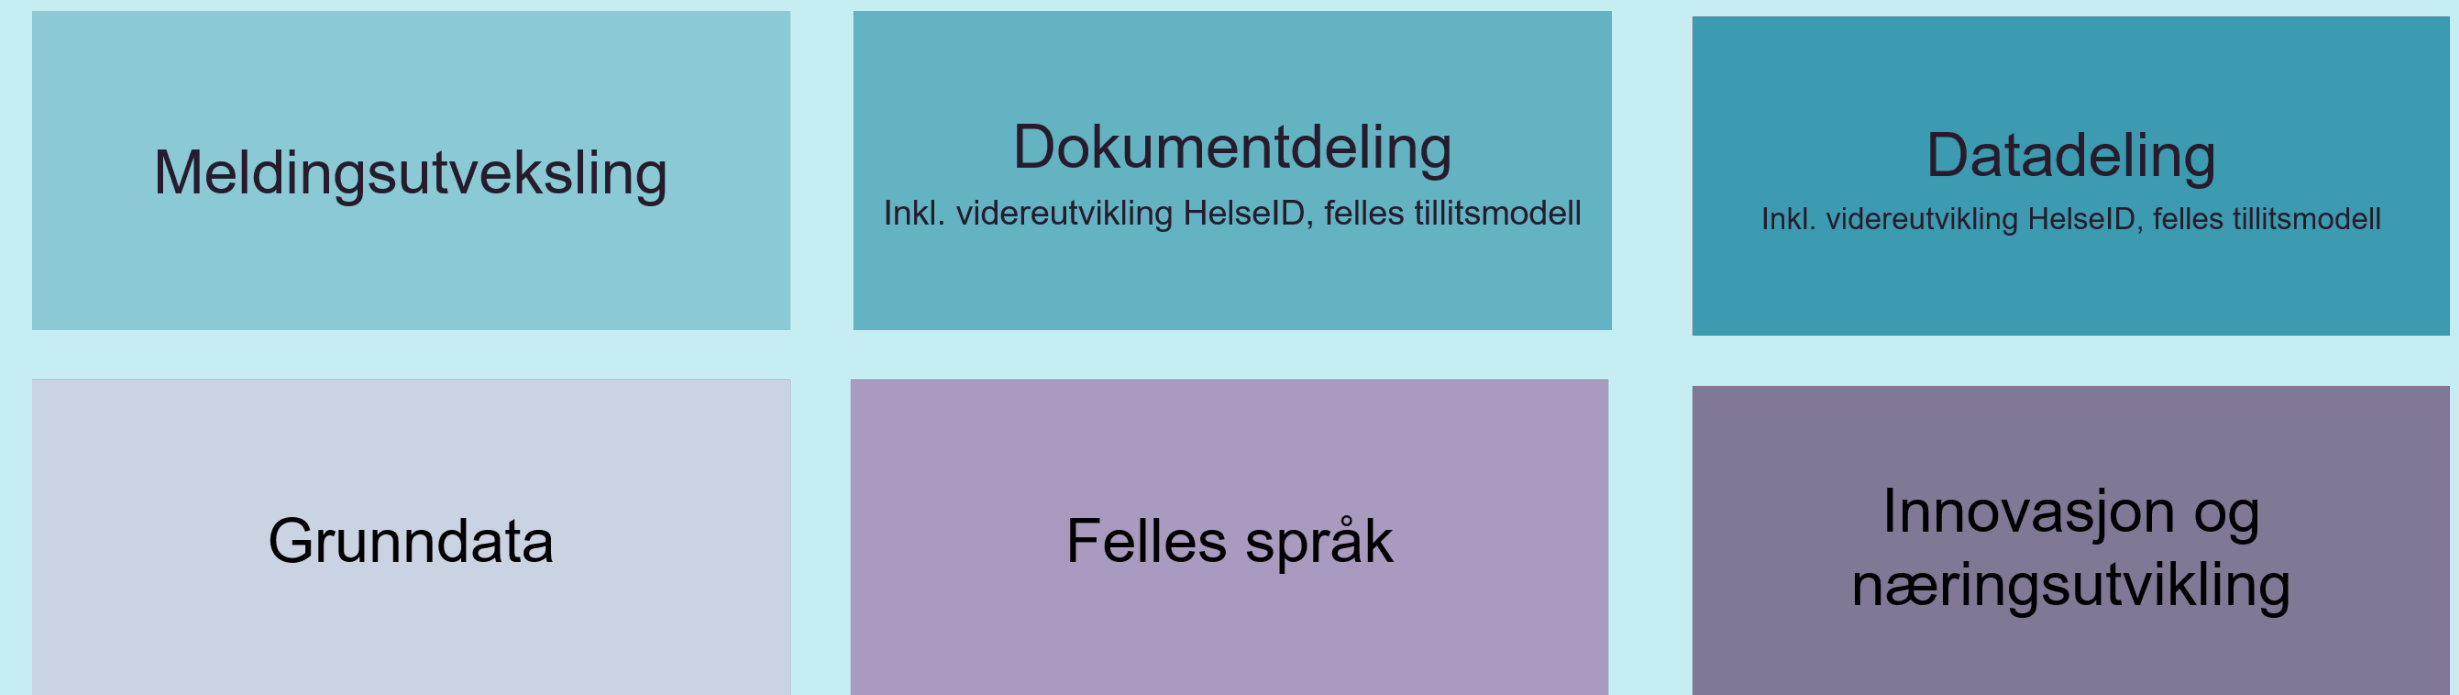 Meldingsutveksling
Dokumentdeling
Inkl. videreutvikling HelseID, felles tillitsmodell
Datadeling
Inkl. videreutvikling HelseID, felles tillitsmodell
Grunndata
Felles språk
Innovasjon og
næringsutvikling